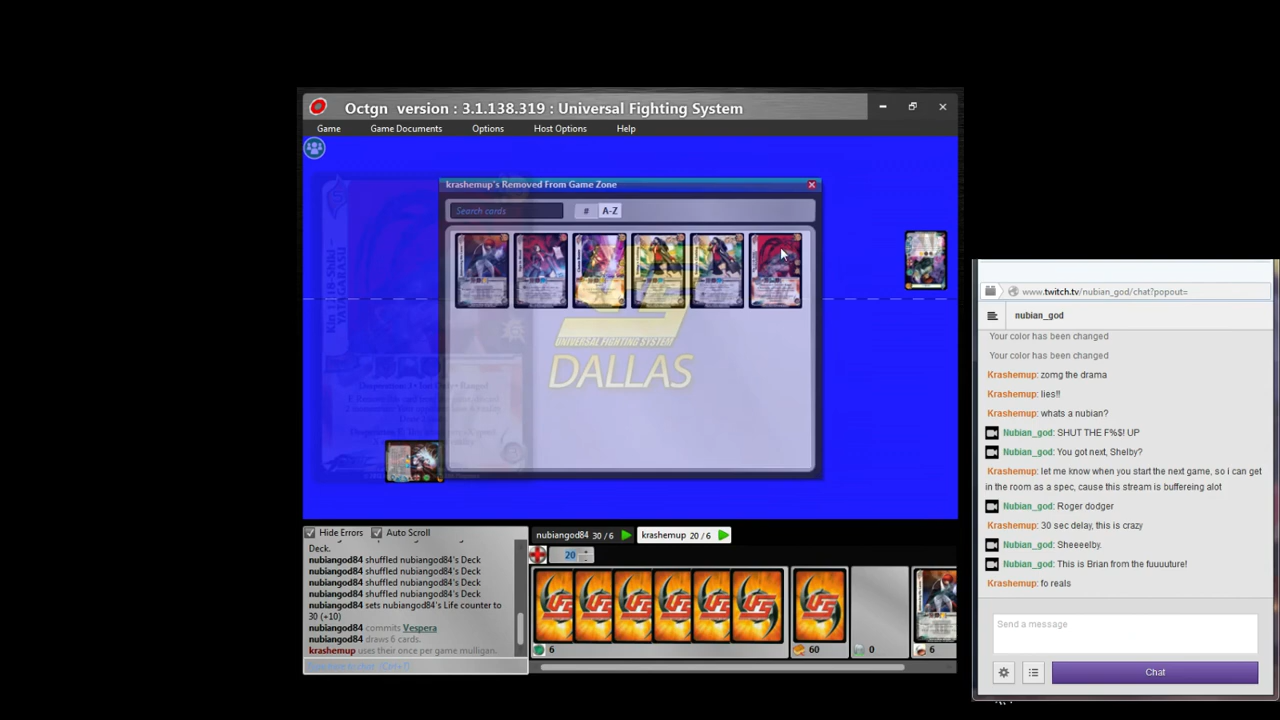 Octgn version : 3.1.138.319 : Universal Fighting System
Game Game Documents Options Host Options Help
krashemup's Removed From Game Zone
Search cards # A-Z
UNIVERSAL FIGHTING SYSTEM
DALLAS
Hide Errors Auto Scroll
Deck.
nubiangod84 shuffled nubiangod84's Deck
nubiangod84 shuffled nubiangod84's Deck
nubiangod84 shuffled nubiangod84's Deck
nubiangod84 shuffled nubiangod84's Deck
nubiangod84 sets nubiangod84's Life counter to
30 (+10)
nubiangod84 commits Vespera
nubiangod84 draws 6 cards.
krashemup uses their once per game mulligan.
nubiangod84 30 / 6 krashemup 20 / 6
20
6 60 0 6
www.twitch.tv/nubian_god/chat?popout=
nubian_god
Your color has been changed
Your color has been changed
Krashemup: zomg the drama
Krashemup: lies!!
Krashemup: whats a nubian?
Nubian_god: SHUT THE F%$! UP
Nubian_god: You got next, Shelby?
Krashemup: let me know when you start the next game, so i can get
in the room as a spec, cause this stream is buffereing alot
Nubian_god: Roger dodger
Krashemup: 30 sec delay, this is crazy
Nubian_god: Sheeeelby.
Nubian_god: This is Brian from the fuuuuture!
Krashemup: fo reals
Send a message
Chat